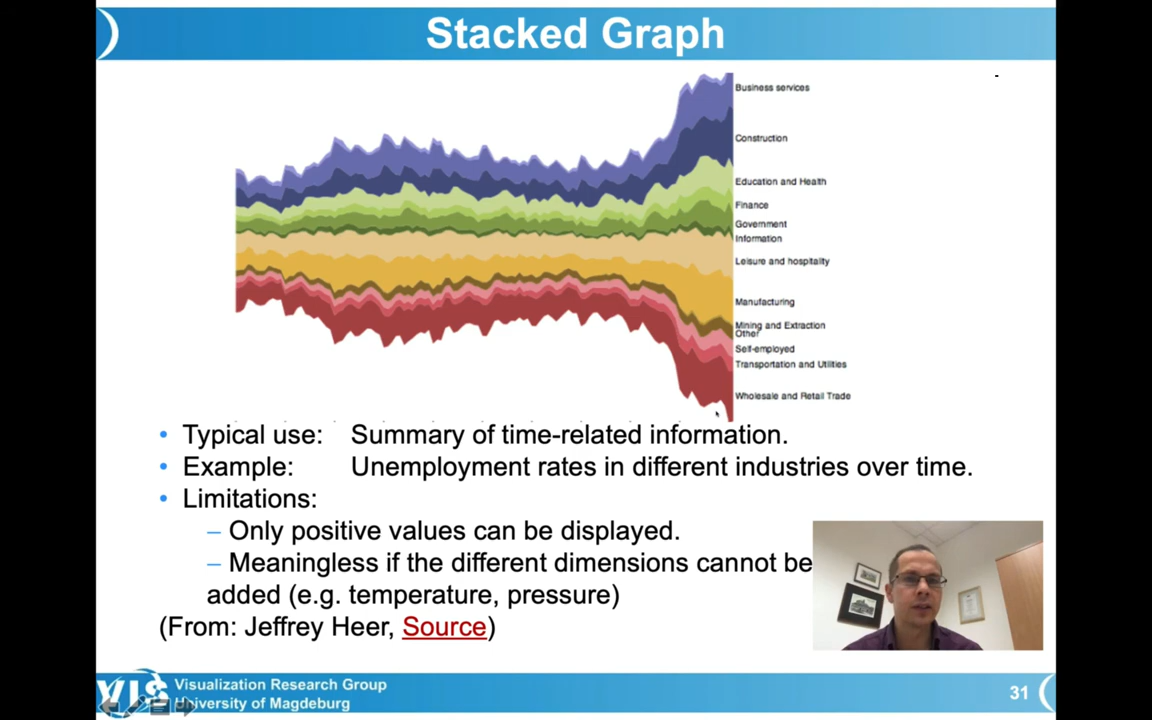 Stacked Graph
Business services
Construction
Education and Health
Finance
Government
Information
Leisure and hospitality
Manufacturing
Mining and Extraction
Other
Self-employed
Transportation and Utilities
Wholesale and Retail Trade
• Typical use: Summary of time-related information.
• Example: Unemployment rates in different industries over time.
• Limitations:
– Only positive values can be displayed.
– Meaningless if the different dimensions cannot be
added (e.g. temperature, pressure)
(From: Jeffrey Heer, Source)
VIS
Visualization Research Group
University of Magdeburg
31